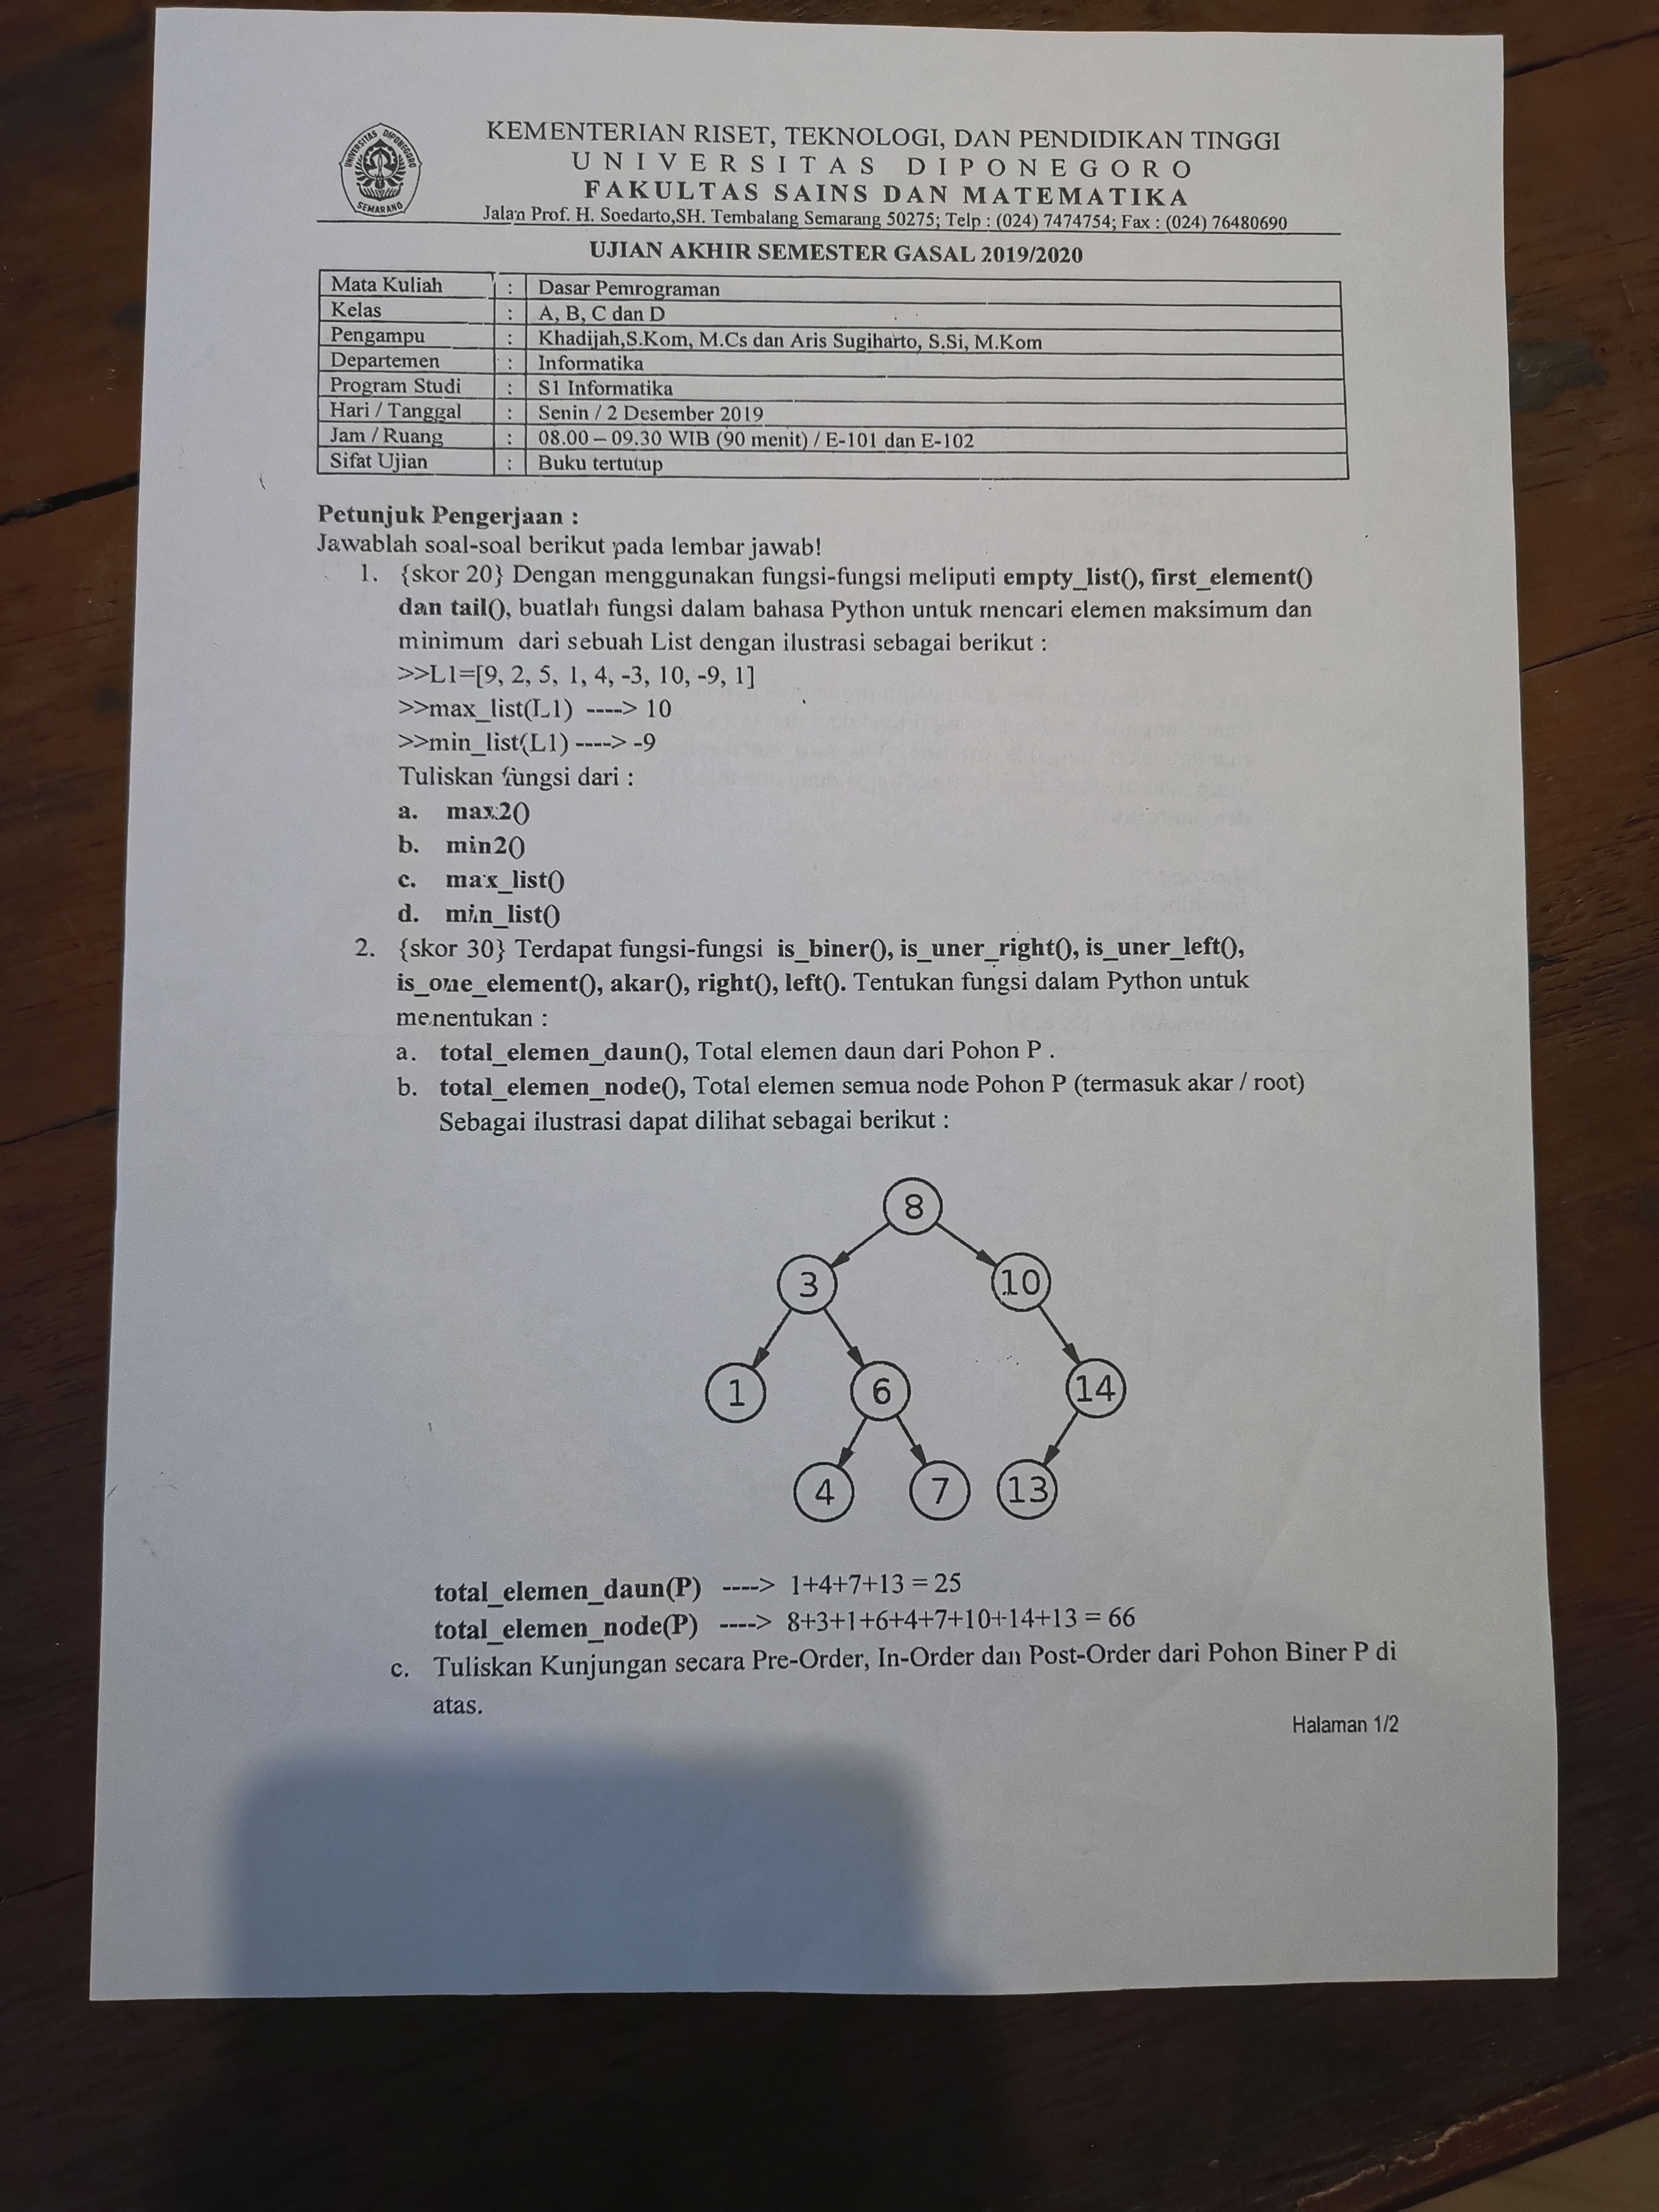 UNIVERSITAS DIPONEGORO
SEMARANG
KEMENTERIAN RISET, TEKNOLOGI, DAN PENDIDIKAN TINGGI
UNIVERSITAS DIPONEGORO
FAKULTAS SAINS DAN MATEMATIKA
Jalan Prof. H. Soedarto,SH. Tembalang Semarang 50275; Telp : (024) 7474754; Fax : (024) 76480690
UJIAN AKHIR SEMESTER GASAL 2019/2020
Mata Kuliah : Dasar Pemrograman
Kelas : A, B, C dan D
Pengampu : Khadijah,S.Kom, M.Cs dan Aris Sugiharto, S.Si, M.Kom
Departemen : Informatika
Program Studi : S1 Informatika
Hari / Tanggal : Senin / 2 Desember 2019
Jam / Ruang : 08.00 – 09.30 WIB (90 menit) / E-101 dan E-102
Sifat Ujian : Buku tertutup
Petunjuk Pengerjaan :
Jawablah soal-soal berikut pada lembar jawab!
1. {skor 20} Dengan menggunakan fungsi-fungsi meliputi empty_list(), first_element()
dan tail(), buatlah fungsi dalam bahasa Python untuk mencari elemen maksimum dan
minimum dari sebuah List dengan ilustrasi sebagai berikut :
>>L1=[9, 2, 5, 1, 4, -3, 10, -9, 1]
>>max_list(L1) ----> 10
>>min_list(L1) ----> -9
Tuliskan fungsi dari :
a. max2()
b. min2()
c. max_list()
d. min_list()
2. {skor 30} Terdapat fungsi-fungsi is_biner(), is_uner_right(), is_uner_left(),
is_one_element(), akar(), right(), left(). Tentukan fungsi dalam Python untuk
menentukan :
a. total_elemen_daun(), Total elemen daun dari Pohon P .
b. total_elemen_node(), Total elemen semua node Pohon P (termasuk akar / root)
Sebagai ilustrasi dapat dilihat sebagai berikut :
8
3 10
1 6 14
4 7 13
total_elemen_daun(P) ----> 1+4+7+13 = 25
total_elemen_node(P) ----> 8+3+1+6+4+7+10+14+13 = 66
c. Tuliskan Kunjungan secara Pre-Order, In-Order dan Post-Order dari Pohon Biner P di
atas.
Halaman 1/2